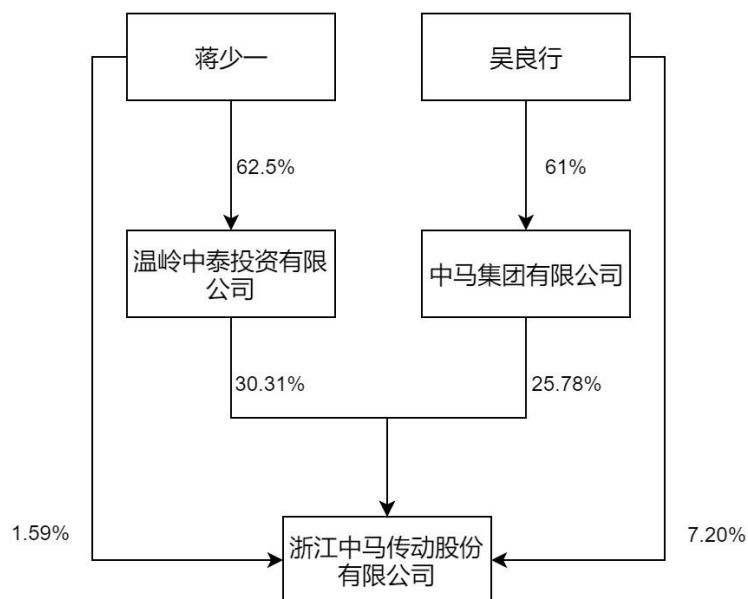 蒋少一
吴良行
62.5%
61%
温岭中泰投资有限
公司
中马集团有限公司
30.31%
25.78%
1.59%
7.20%
浙江中马传动股份
有限公司